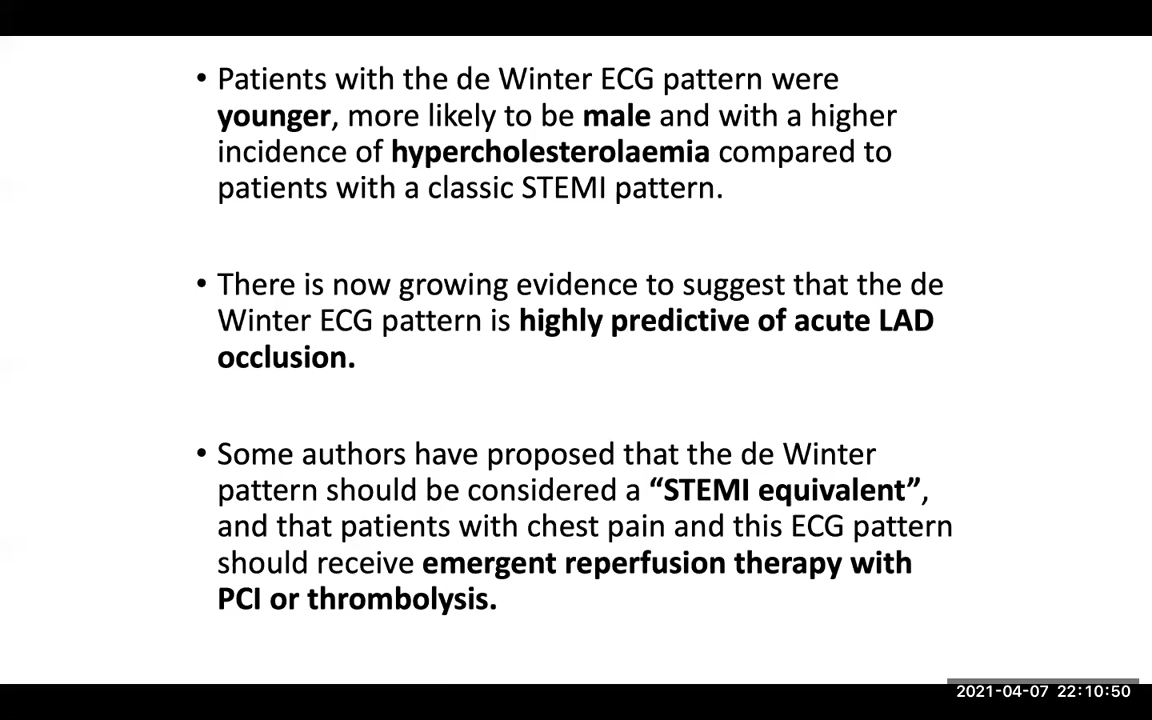 • Patients with the de Winter ECG pattern were
younger, more likely to be male and with a higher
incidence of hypercholesterolaemia compared to
patients with a classic STEMI pattern.
• There is now growing evidence to suggest that the de
Winter ECG pattern is highly predictive of acute LAD
occlusion.
• Some authors have proposed that the de Winter
pattern should be considered a “STEMI equivalent”,
and that patients with chest pain and this ECG pattern
should receive emergent reperfusion therapy with
PCI or thrombolysis.
2021-04-07 22:10:50